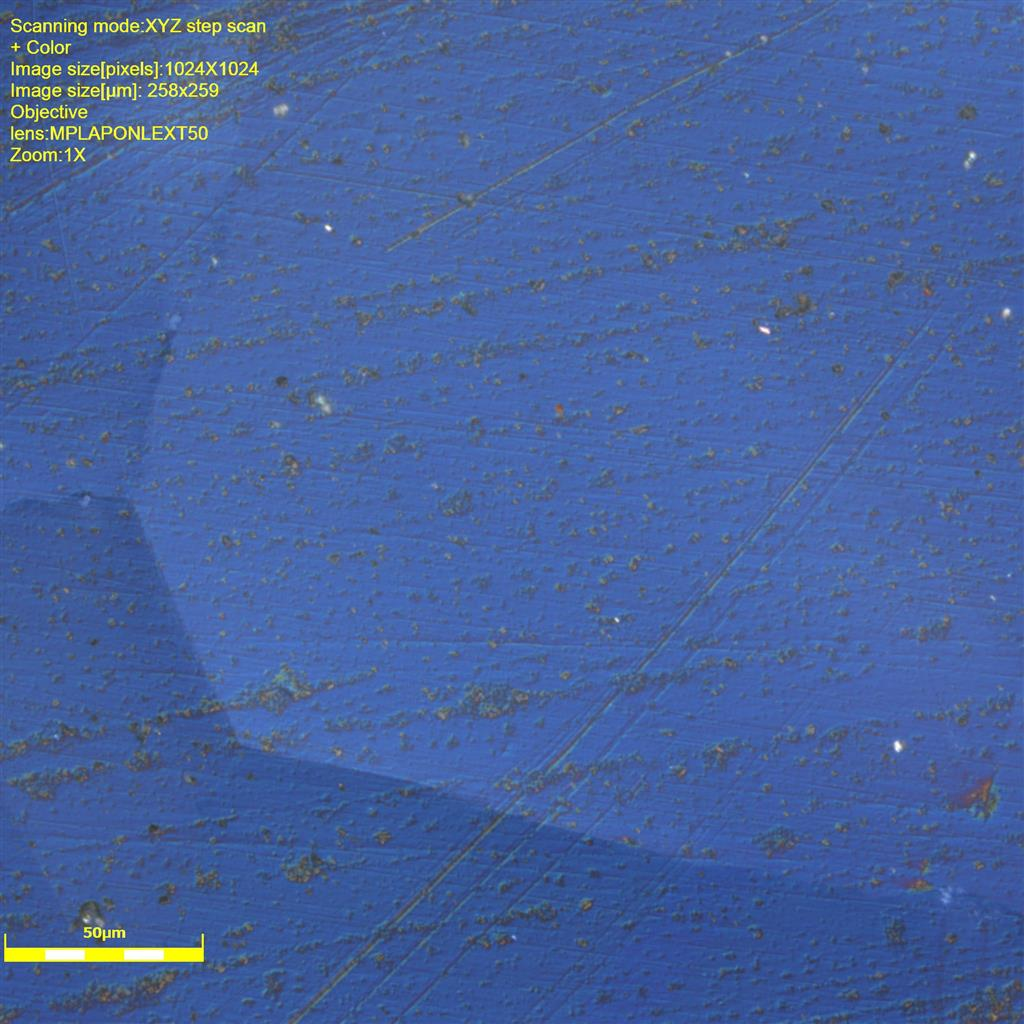 Scanning mode:XYZ step scan
+ Color
Image size[pixels]:1024X1024
Image size[µm]: 258x259
Objective
lens:MPLAPONLEXT50
Zoom:1X
50µm